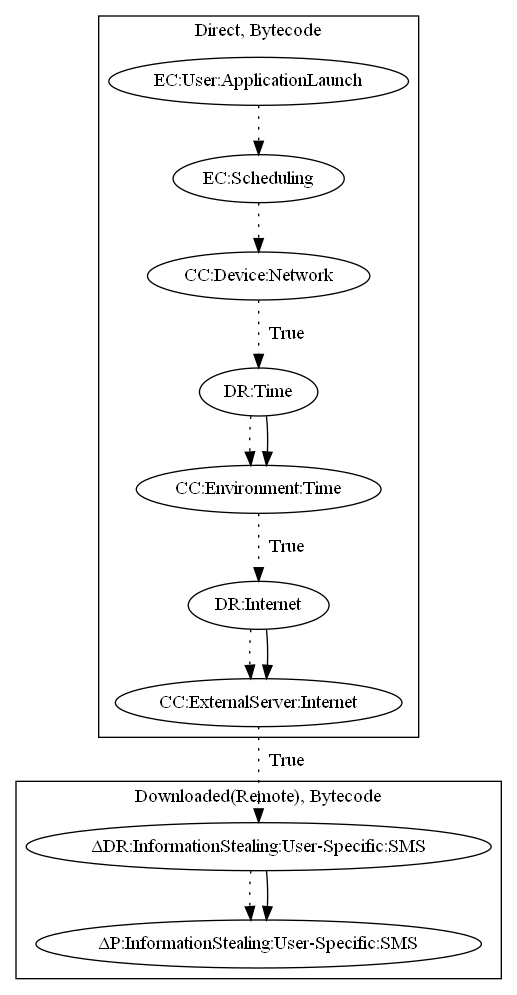 Direct, Bytecode
EC:User:ApplicationLaunch
EC:Scheduling
CC:Device:Network
True
DR:Time
CC:Environment:Time
True
DR:Internet
CC:ExternalServer:Internet
True
Downloaded(Remote), Bytecode
ΔDR:InformationStealing:User-Specific:SMS
ΔP:InformationStealing:User-Specific:SMS